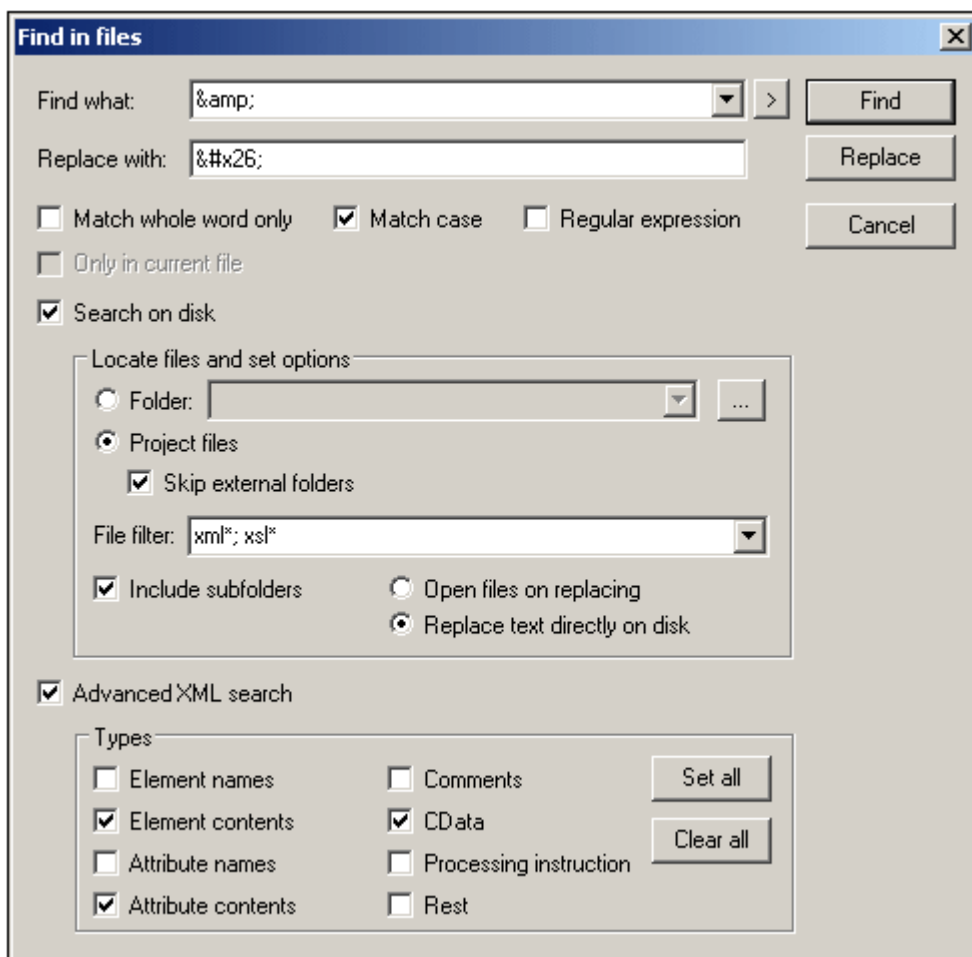 Find in files
Find what: &amp;amp; > Find
Replace with: &amp;#x26; Replace
Match whole word only Match case Regular expression Cancel
Only in current file
Search on disk
Locate files and set options
Folder: ...
Project files
Skip external folders
File filter: xml*; xsl*
Include subfolders Open files on replacing
Replace text directly on disk
Advanced XML search
Types
Element names Comments Set all
Element contents CData Clear all
Attribute names Processing instruction
Attribute contents Rest